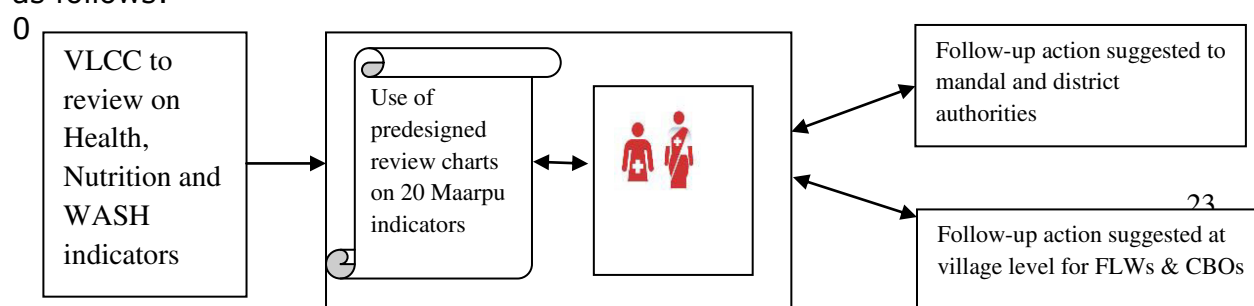 as follows:
0
VLCC to
review on
Health,
Nutrition and
WASH
indicators
Use of
predesigned
review charts
on 20 Maarpu
indicators
Follow-up action suggested to
mandal and district
authorities
23
Follow-up action suggested at
village level for FLWs & CBOs